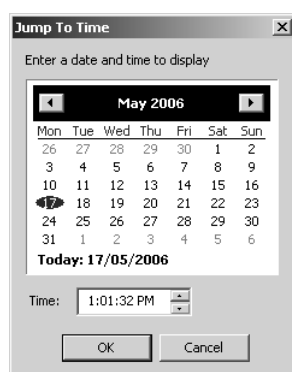 Jump To Time
Enter a date and time to display
May 2006
Mon Tue Wed Thu Fri Sat Sun
26 27 28 29 30 1 2
3 4 5 6 7 8 9
10 11 12 13 14 15 16
17 18 19 20 21 22 23
24 25 26 27 28 29 30
31 1 2 3 4 5 6
Today: 17/05/2006
Time: 1:01:32 PM
OK Cancel